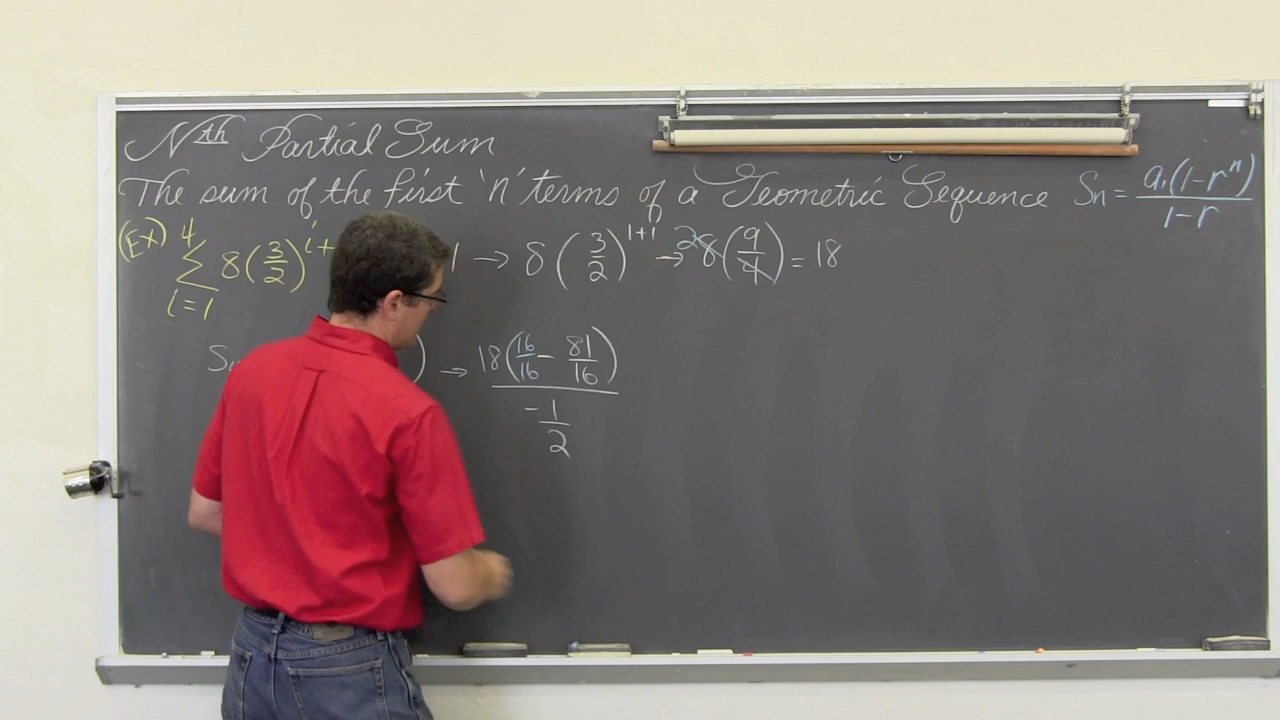 Nth Partial Sum
The sum of the first 'n' terms of a Geometric Sequence Sn = a₁(1-rⁿ)/1-r
(EX) 4 Σ i=1 8(3/2)^i+ 1 → 8(3/2)^1+1 → 2 8(9/4) = 18
) → 18(16/16 - 81/16)/-1/2